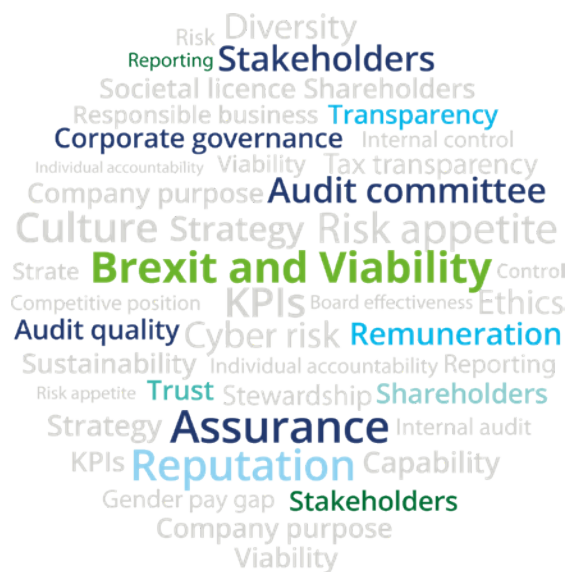 Risk Diversity
Reporting Stakeholders
Societal licence Shareholders
Responsible business Transparency
Corporate governance Internal control
Individual accountability Viability Tax transparency
Company purpose Audit committee
Culture Strategy Risk appetite
Strate Brexit and Viability Control
Competitive position KPIs Board effectiveness Ethics
Audit quality Cyber risk Remuneration
Sustainability Individual accountability Reporting
Risk appetite Trust Stewardship Shareholders
Strategy Assurance Internal audit
KPIs Reputation Capability
Gender pay gap Stakeholders
Company purpose
Viability